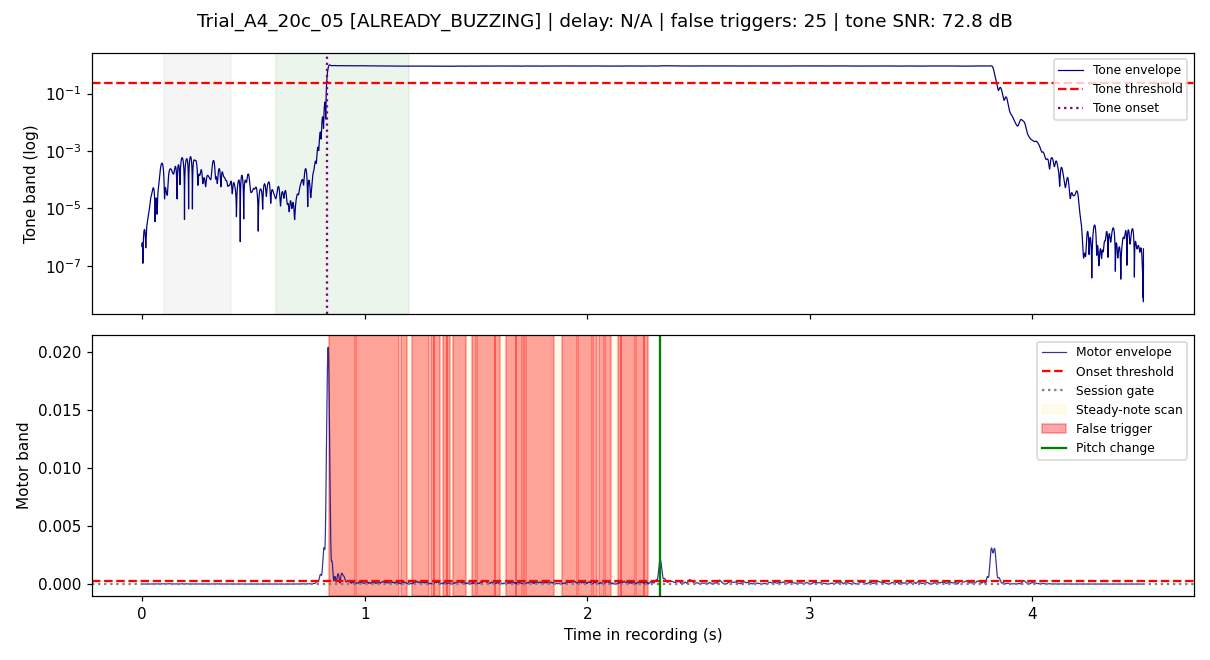 Trial_A4_20c_05 [ALREADY_BUZZING] | delay: N/A | false triggers: 25 | tone SNR: 72.8 dB
Tone band (log)
10⁻¹
10⁻³
10⁻⁵
10⁻⁷
Tone envelope
Tone threshold
Tone onset
Motor band
0.020
0.015
0.010
0.005
0.000
Motor envelope
Onset threshold
Session gate
Steady-note scan
False trigger
Pitch change
0
1
2
3
4
Time in recording (s)